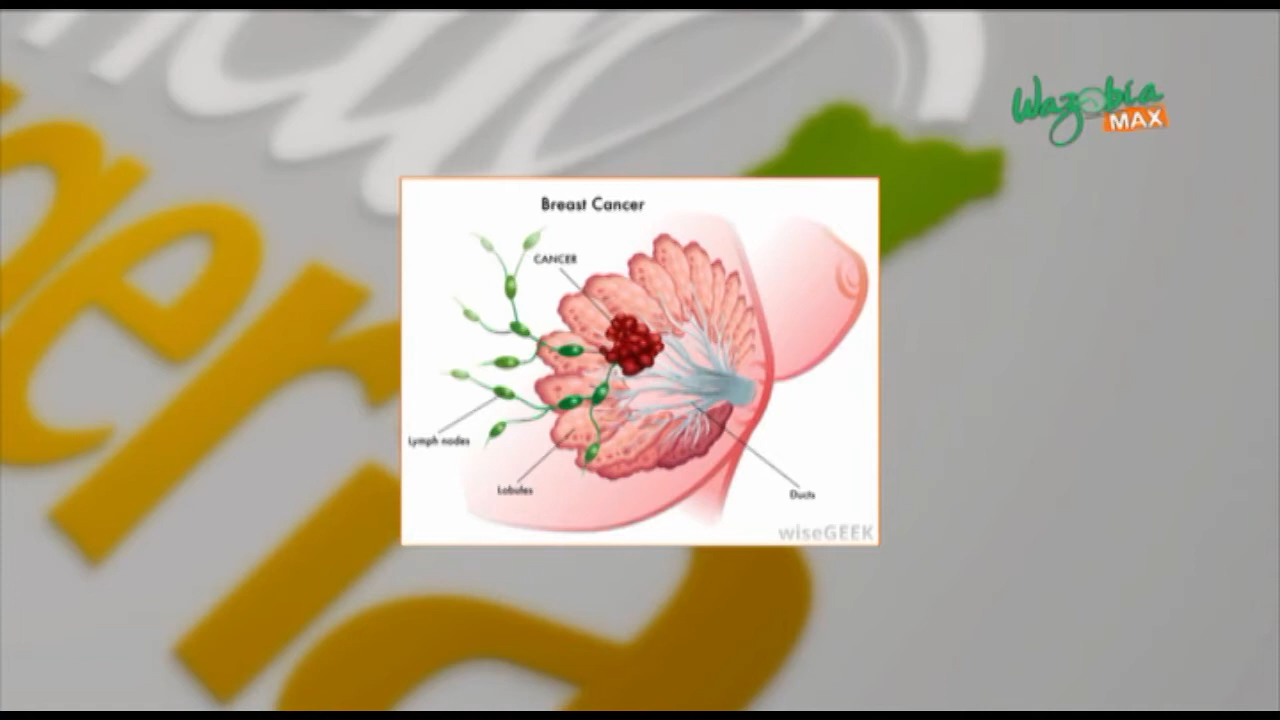 Wazobia
MAX
Breast Cancer
CANCER
Lymph nodes
Lobules
Ducts
wiseGEEK